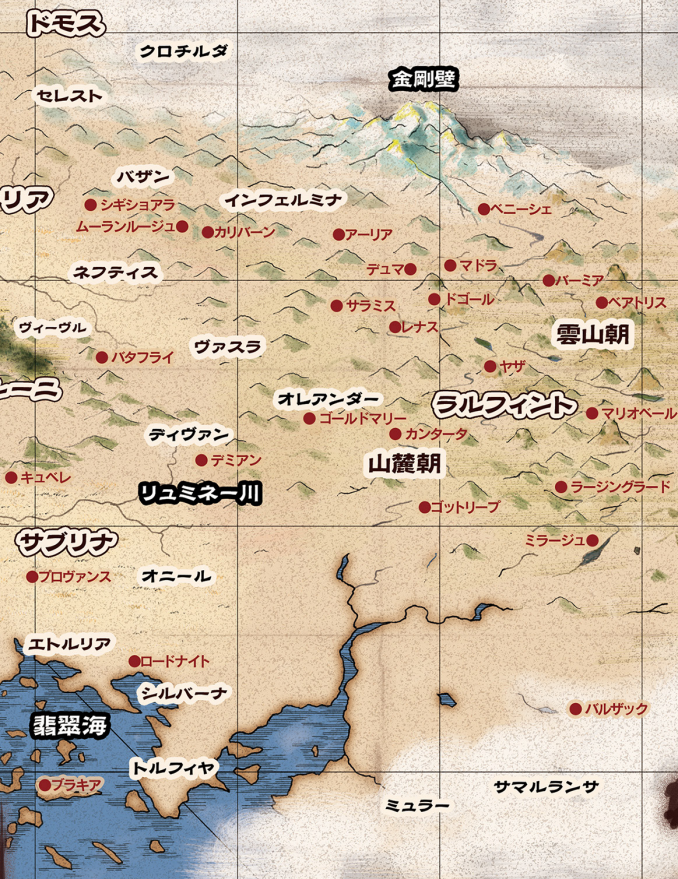 ドモス
クロチルダ
金剛壁
セレスト
バザン
リア
シギショアラ
インフェルミナ
ベニーシェ
ムーランルージュ
カリバーン
アーリア
ネフティス
デュマ
マドラ
バーミア
サラミス
ドゴール
ベアトリス
ヴィーヴル
レナス
雲山朝
バタフライ
ヴァスラ
ヤザ
レーニ
オレアンダー
ラルフィント
ゴールドマリー
マリオベール
ディヴァン
カンタータ
デミアン
山麓朝
キュベレ
リュミネー川
ラージングラード
ゴットリープ
サブリナ
ミラージュ
プロヴァンス
オニール
エトルリア
ロードナイト
シルバーナ
バルザック
翡翠海
トルフィヤ
ブラキア
サマルランサ
ミュラー